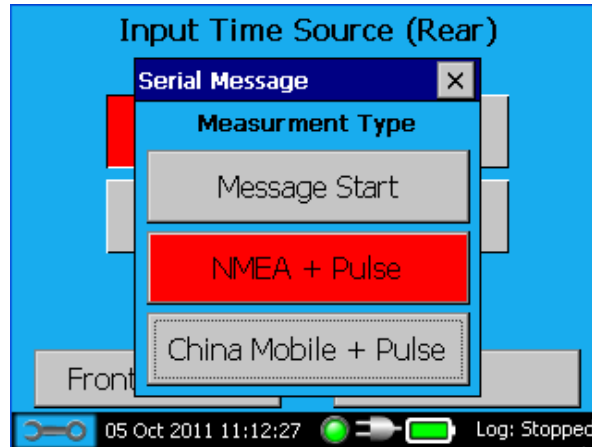 Input Time Source (Rear)
Serial Message
Measurment Type
Message Start
NMEA + Pulse
China Mobile + Pulse
Front
05 Oct 2011 11:12:27 Log: Stopped